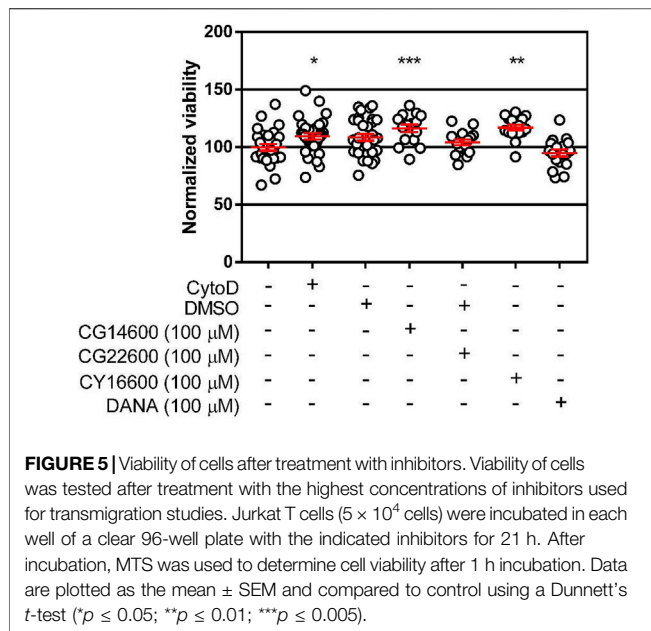 200
* *** **
150
100
50
0
Normalized viability
CytoD - + - - - - -
DMSO - - + - + - -
CG14600 (100 μM) - - - + - - -
CG22600 (100 μM) - - - - + - -
CY16600 (100 μM) - - - - - + -
DANA (100 μM) - - - - - - +
FIGURE 5 | Viability of cells after treatment with inhibitors. Viability of cells
was tested after treatment with the highest concentrations of inhibitors used
for transmigration studies. Jurkat T cells (5 × 10⁴ cells) were incubated in each
well of a clear 96-well plate with the indicated inhibitors for 21 h. After
incubation, MTS was used to determine cell viability after 1 h incubation. Data
are plotted as the mean ± SEM and compared to control using a Dunnett's
t-test (*p ≤ 0.05; **p ≤ 0.01; ***p ≤ 0.005).